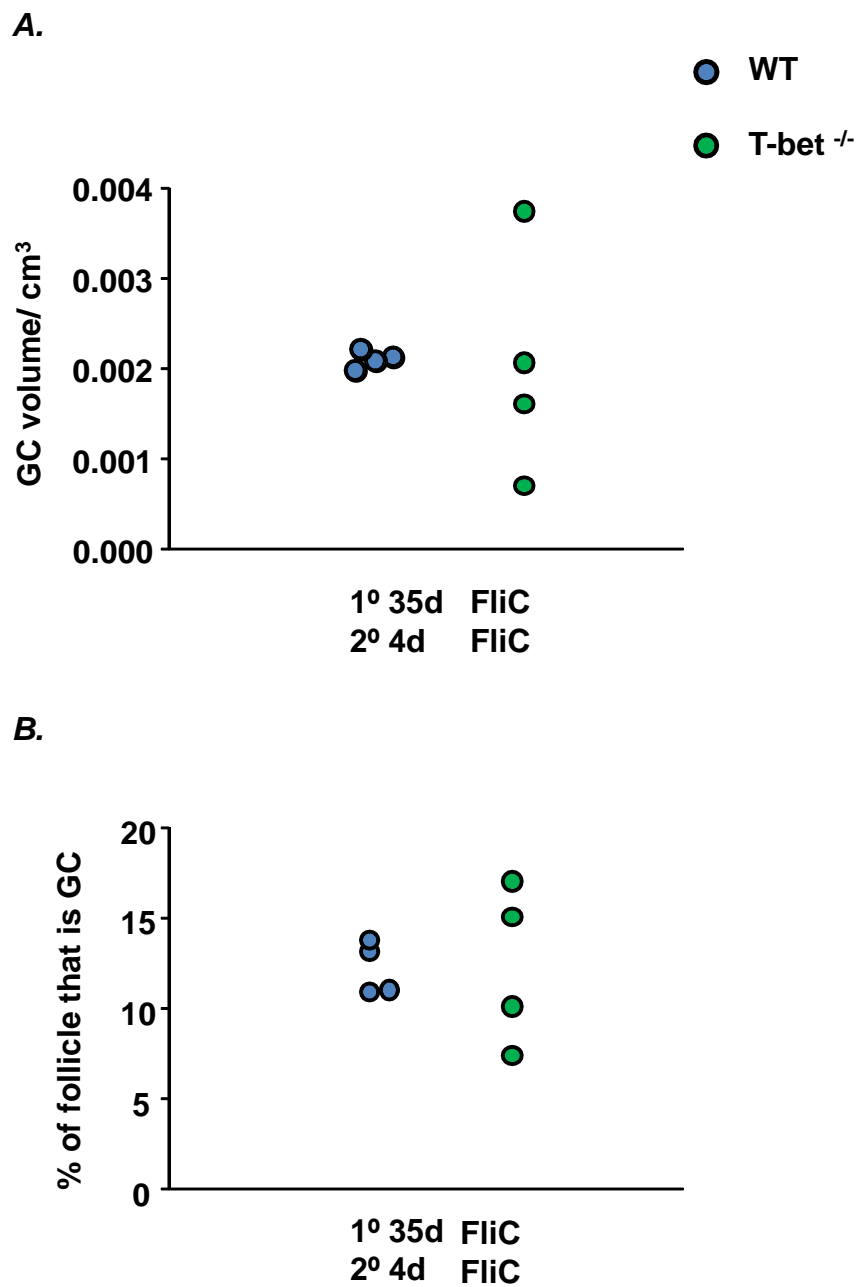 A.
WT
T-bet -/-
0.004
0.003
0.002
0.001
0.000
GC volume/ cm³
1º 35d FliC
2º 4d FliC
B.
20
15
10
5
0
% of follicle that is GC
1º 35d FliC
2º 4d FliC